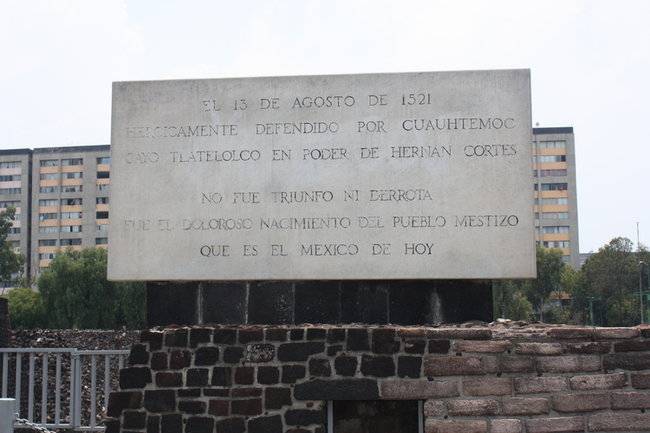 EL 13 DE AGOSTO DE 1521
HEROICAMENTE DEFENDIDO POR CUAUHTEMOC
CAYO TLATELOLCO EN PODER DE HERNAN CORTES
NO FUE TRIUNFO NI DERROTA
FUE EL DOLOROSO NACIMIENTO DEL PUEBLO MESTIZO
QUE ES EL MEXICO DE HOY